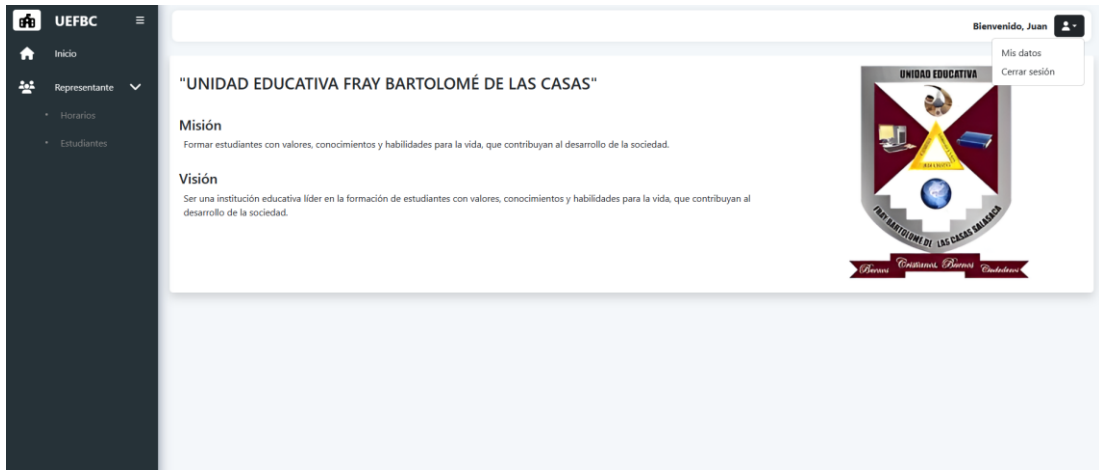 UEFBC
Inicio
Representante
Horarios
Estudiantes
Bienvenido, Juan
Mis datos
Cerrar sesión
"UNIDAD EDUCATIVA FRAY BARTOLOMÉ DE LAS CASAS"
Misión
Formar estudiantes con valores, conocimientos y habilidades para la vida, que contribuyan al desarrollo de la sociedad.
Visión
Ser una institución educativa líder en la formación de estudiantes con valores, conocimientos y habilidades para la vida, que contribuyan al
desarrollo de la sociedad.
UNIDAD EDUCATIVA
FRAY BARTOLOME DE LAS CASAS SALASACA
Buenos Cristianos, Buenos Ciudadanos